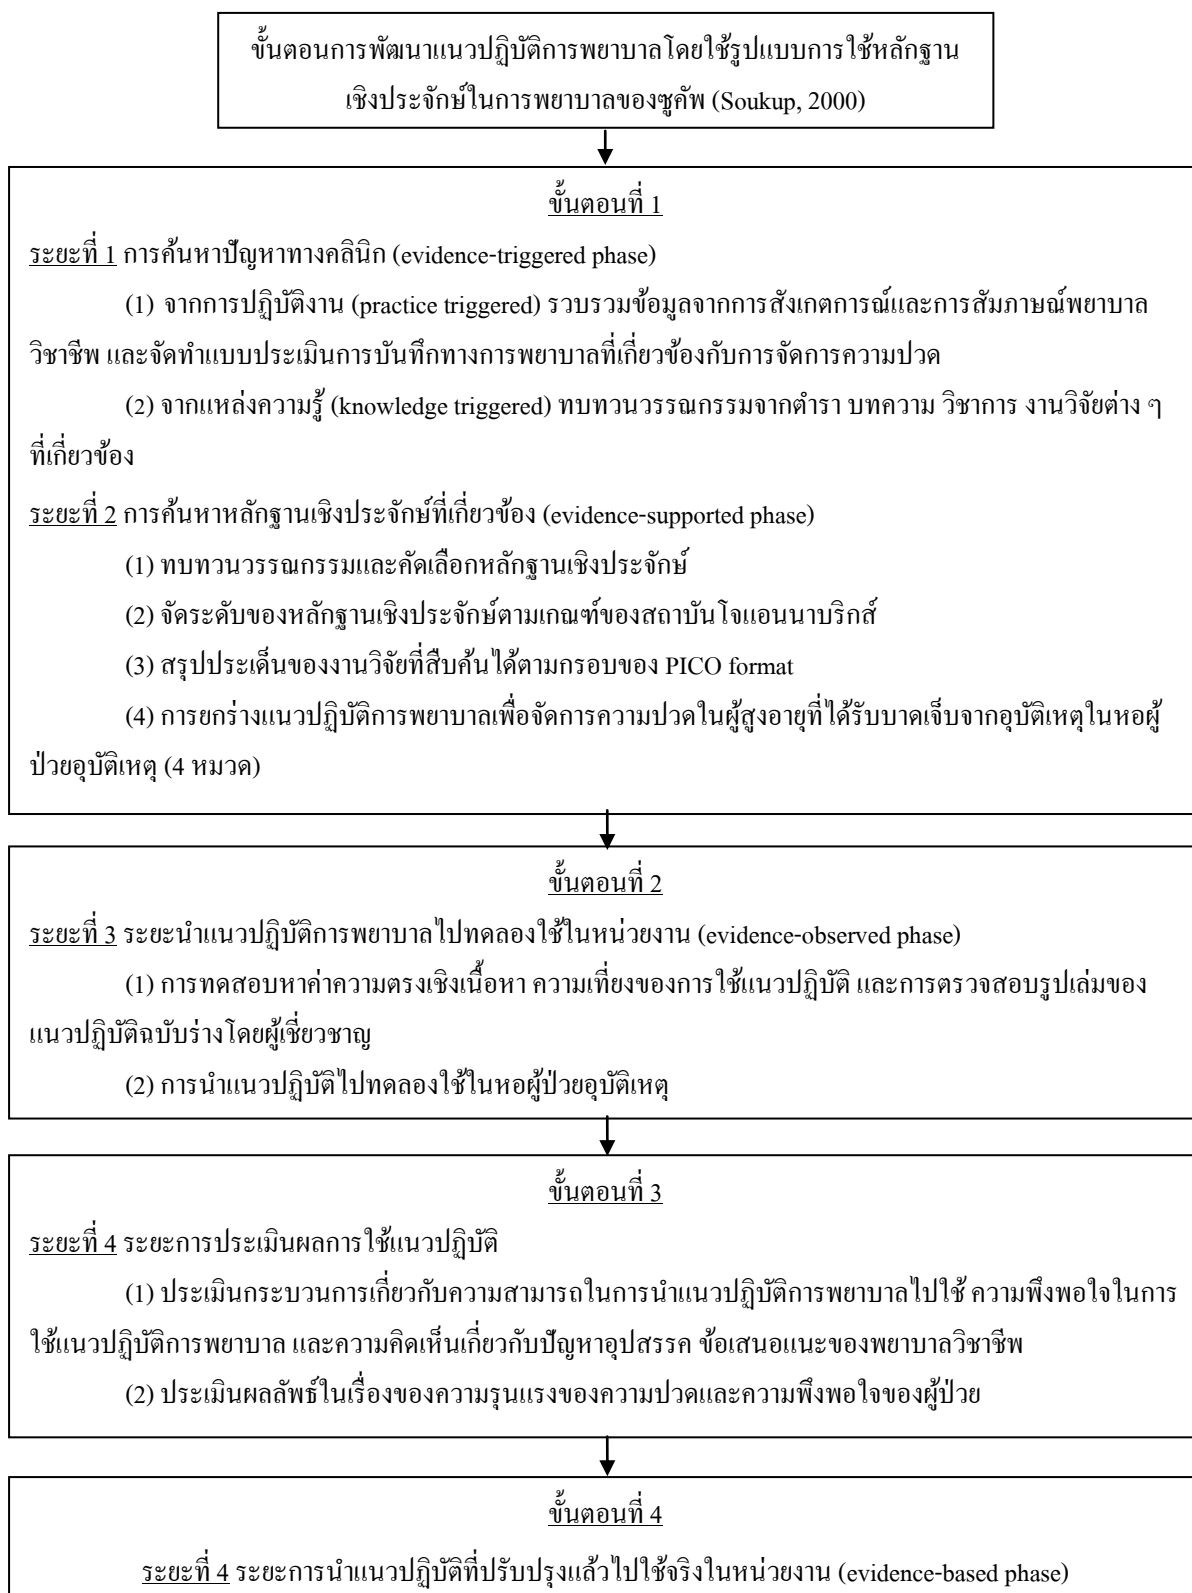 ขั้นตอนการพัฒนาแนวปฏิบัติการพยาบาลโดยใช้รูปแบบการใช้หลักฐาน
เชิงประจักษ์ในการพยาบาลของซูคัพ (Soukup, 2000)
ขั้นตอนที่ 1
ระยะที่ 1 การค้นหาปัญหาทางคลินิก (evidence-triggered phase)
(1) จากการปฏิบัติงาน (practice triggered) รวบรวมข้อมูลจากการสังเกตการณ์และการสัมภาษณ์พยาบาล
วิชาชีพ และจัดทำแบบประเมินการบันทึกทางการพยาบาลที่เกี่ยวข้องกับการจัดการความปวด
(2) จากแหล่งความรู้ (knowledge triggered) ทบทวนวรรณกรรมจากตำรา บทความ วิชาการ งานวิจัยต่าง ๆ
ที่เกี่ยวข้อง
ระยะที่ 2 การค้นหาหลักฐานเชิงประจักษ์ที่เกี่ยวข้อง (evidence-supported phase)
(1) ทบทวนวรรณกรรมและคัดเลือกหลักฐานเชิงประจักษ์
(2) จัดระดับของหลักฐานเชิงประจักษ์ตามเกณฑ์ของสถาบันโจแอนนาบริกส์
(3) สรุปประเด็นของงานวิจัยที่สืบค้นได้ตามกรอบของ PICO format
(4) การยกร่างแนวปฏิบัติการพยาบาลเพื่อจัดการความปวดในผู้สูงอายุที่ได้รับบาดเจ็บจากอุบัติเหตุในหอผู้
ป่วยอุบัติเหตุ (4 หมวด)
ขั้นตอนที่ 2
ระยะที่ 3 ระยะนำแนวปฏิบัติการพยาบาลไปทดลองใช้ในหน่วยงาน (evidence-observed phase)
(1) การทดสอบหาค่าความตรงเชิงเนื้อหา ความเที่ยงของการใช้แนวปฏิบัติ และการตรวจสอบรูปเล่มของ
แนวปฏิบัติฉบับร่างโดยผู้เชี่ยวชาญ
(2) การนำแนวปฏิบัติไปทดลองใช้ในหอผู้ป่วยอุบัติเหตุ
ขั้นตอนที่ 3
ระยะที่ 4 ระยะการประเมินผลการใช้แนวปฏิบัติ
(1) ประเมินกระบวนการเกี่ยวกับความสามารถในการนำแนวปฏิบัติการพยาบาลไปใช้ ความพึงพอใจในการ
ใช้แนวปฏิบัติการพยาบาล และความคิดเห็นเกี่ยวกับปัญหาอุปสรรค ข้อเสนอแนะของพยาบาลวิชาชีพ
(2) ประเมินผลลัพธ์ในเรื่องของความรุนแรงของความปวดและความพึงพอใจของผู้ป่วย
ขั้นตอนที่ 4
ระยะที่ 4 ระยะการนำแนวปฏิบัติที่ปรับปรุงแล้วไปใช้จริงในหน่วยงาน (evidence-based phase)